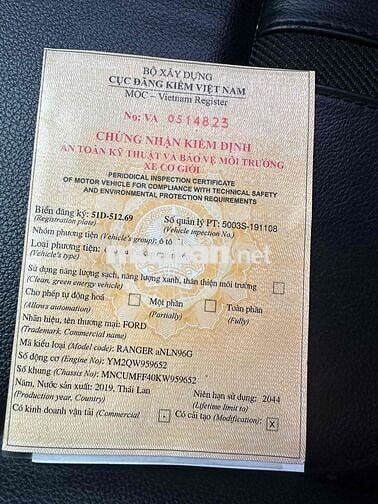 BỘ XÂY DỰNG
CỤC ĐĂNG KIỂM VIỆT NAM
MOC – Vietnam Register
No: VA 0514823
CHỨNG NHẬN KIỂM ĐỊNH
AN TOÀN KỸ THUẬT VÀ BẢO VỆ MÔI TRƯỜNG
XE CƠ GIỚI
PERIODICAL INSPECTION CERTIFICATE
OF MOTOR VEHICLE FOR COMPLIANCE WITH TECHNICAL SAFETY
AND ENVIRONMENTAL PROTECTION REQUIREMENTS
Biển đăng ký: 51D-512.69 Số quản lý PT: 5003S-191108
(Registration plate) (Vehicle inspection No.)
Nhóm phương tiện (Vehicle's group): ô tô
Loại phương tiện:
(Vehicle's type)
Sử dụng năng lượng sạch, năng lượng xanh, thân thiện môi trường
(Clean, green energy vehicle)
Cho phép tự động hoá Một phần Toàn phần
(Allows automation) (Partially) (Fully)
Nhãn hiệu, tên thương mại: FORD
(Trademark, Commercial name)
Mã kiểu loại (Model code): RANGER aNLN96G
Số động cơ (Engine No): YM2QW959652
Số khung (Chassis No): MNCUMFF40KW959652
Năm, Nước sản xuất: 2019, Thái Lan Niên hạn sử dụng: 2044
(Production year, Country) (Lifetime limit to)
Có kinh doanh vận tải (Commercial Có cải tạo (Modification): X